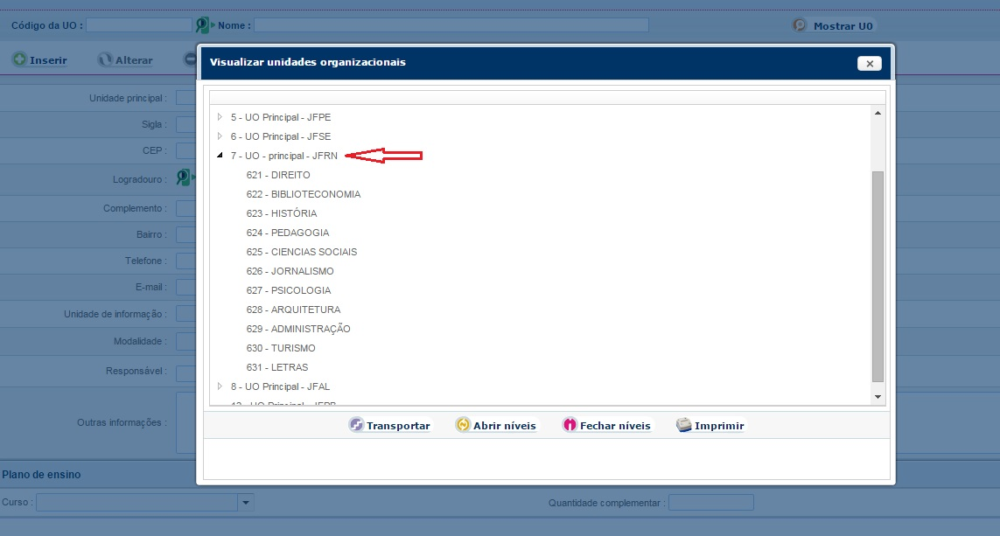 Código da UO :
Nome :
Mostrar UO
Inserir
Alterar
Visualizar unidades organizacionais
Unidade principal :
Sigla :
CEP :
Logradouro :
Complemento :
Bairro :
Telefone :
E-mail :
Unidade de informação :
Modalidade :
Responsável :
Outras informações :
5 - UO Principal - JFPE
6 - UO Principal - JFSE
7 - UO - principal - JFRN
621 - DIREITO
622 - BIBLIOTECONOMIA
623 - HISTÓRIA
624 - PEDAGOGIA
625 - CIENCIAS SOCIAIS
626 - JORNALISMO
627 - PSICOLOGIA
628 - ARQUITETURA
629 - ADMINISTRAÇÃO
630 - TURISMO
631 - LETRAS
8 - UO Principal - JFAL
UO Principal
Transportar
Abrir níveis
Fechar níveis
Imprimir
Plano de ensino
Curso :
Quantidade complementar :